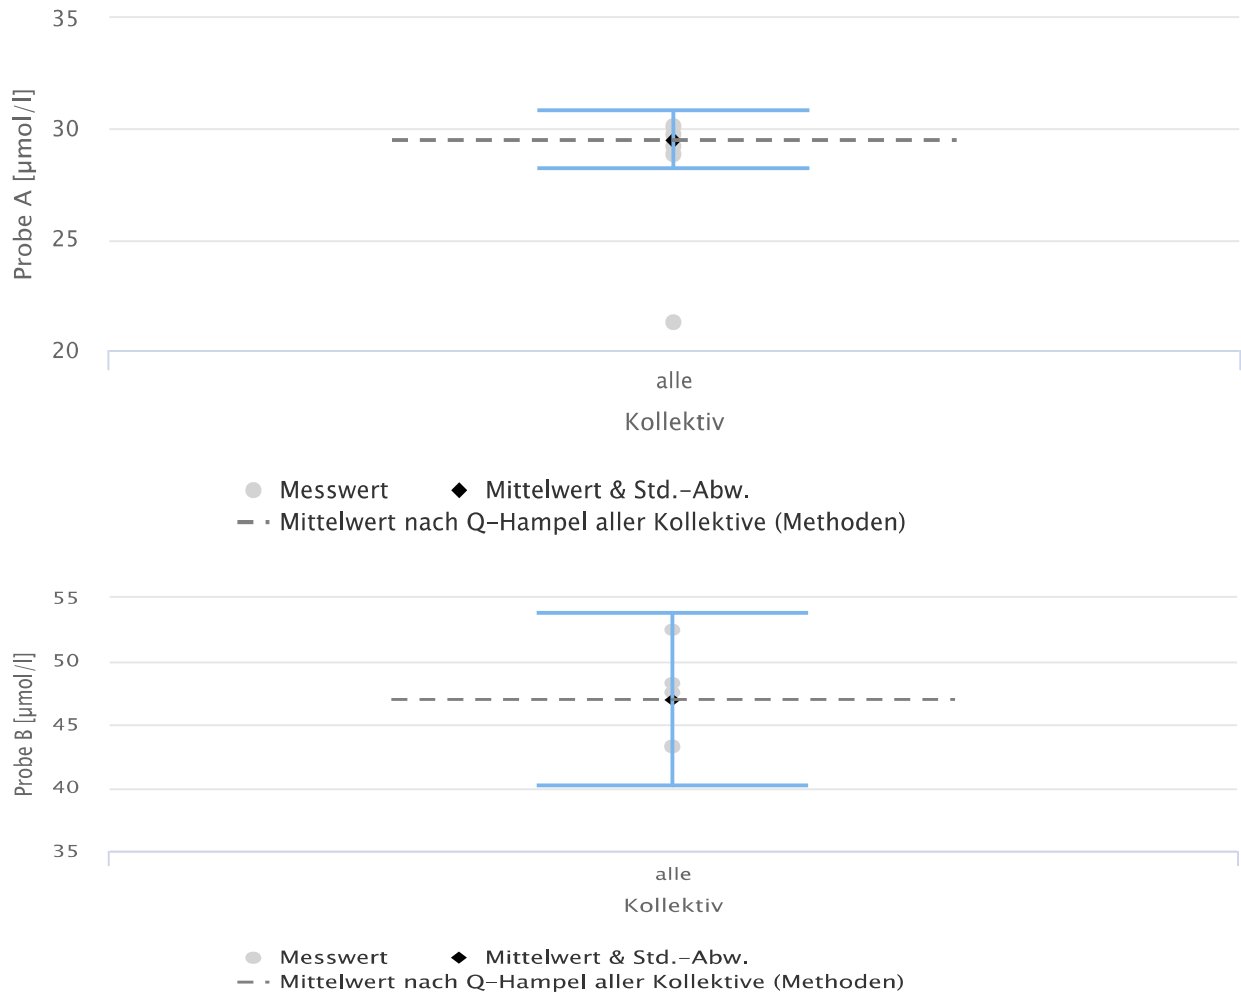 35
30
25
20
Probe A [µmol/l]
alle
Kollektiv
Messwert Mittelwert & Std.-Abw.
Mittelwert nach Q-Hampel aller Kollektive (Methoden)
55
50
45
40
35
Probe B [µmol/l]
alle
Kollektiv
Messwert Mittelwert & Std.-Abw.
Mittelwert nach Q-Hampel aller Kollektive (Methoden)